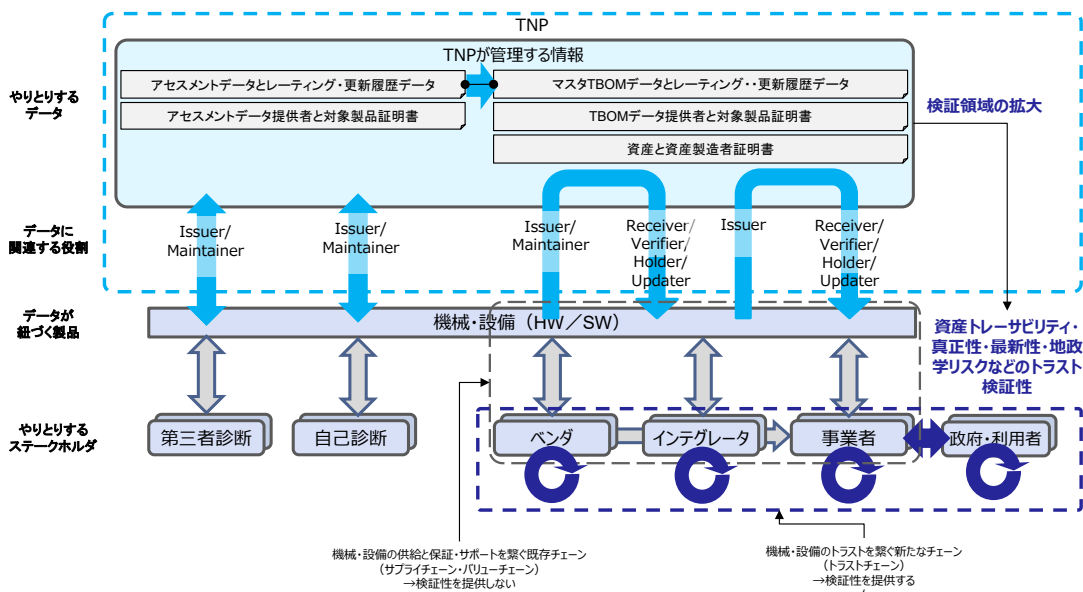 TNP
TNPが管理する情報
やりとりする
データ
アセスメントデータとレーティング・更新履歴データ
アセスメントデータ提供者と対象製品証明書
マスタTBOMデータとレーティング・・更新履歴データ
TBOMデータ提供者と対象製品証明書
資産と資産製造者証明書
検証領域の拡大
データに
関連する役割
Issuer/
Maintainer
Issuer/
Maintainer
Issuer/
Maintainer
Receiver/
Verifier/
Holder/
Updater
Issuer
Receiver/
Verifier/
Holder/
Updater
データが
紐づく製品
機械・設備（HW／SW）
資産トレーサビリティ・
真正性・最新性・地政
学リスクなどのトラスト
検証性
やりとりする
ステークホルダ
第三者診断
自己診断
ベンダ
インテグレータ
事業者
政府・利用者
機械・設備の供給と保証・サポートを繋ぐ既存チェーン
（サプライチェーン・バリューチェーン）
→検証性を提供しない
機械・設備のトラストを繋ぐ新たなチェーン
（トラストチェーン）
→検証性を提供する